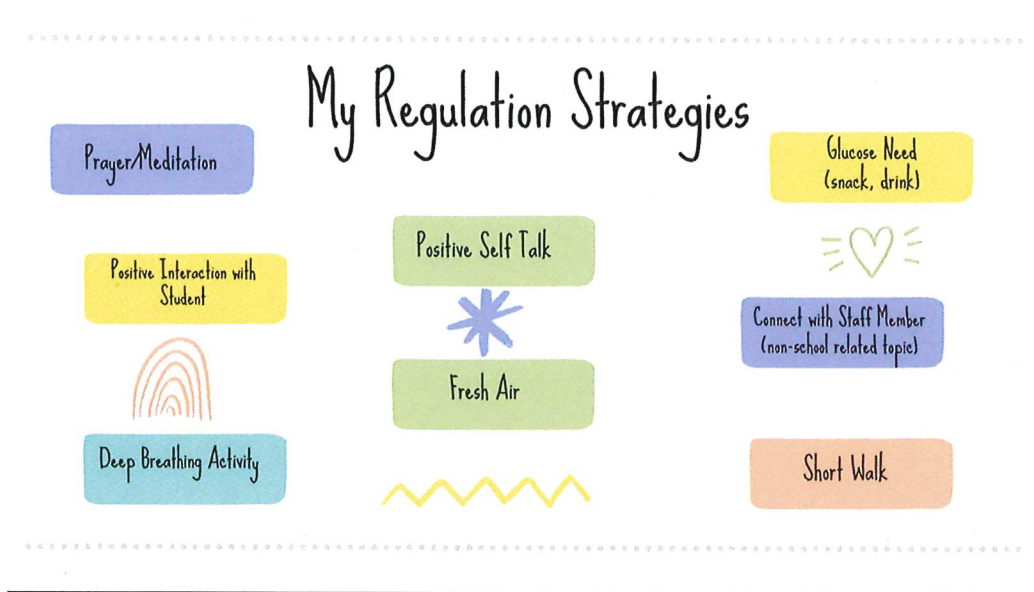 My Regulation Strategies
Prayer/Meditation
Positive Interaction with
Student
Deep Breathing Activity
Positive Self Talk
Fresh Air
Glucose Need
(snack, drink)
Connect with Staff Member
(non-school related topic)
Short Walk